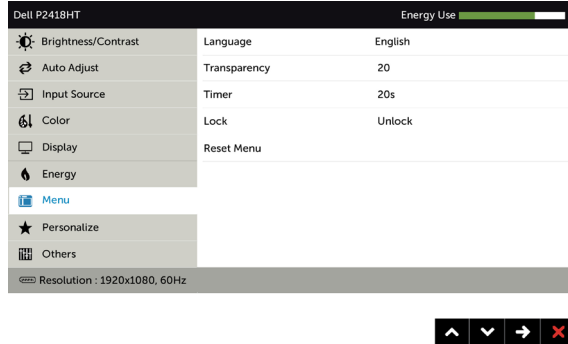 Dell P2418HT Energy Use
Brightness/Contrast
Auto Adjust
Input Source
Color
Display
Energy
Menu
Personalize
Others
Language English
Transparency 20
Timer 20s
Lock Unlock
Reset Menu
Resolution : 1920x1080, 60Hz